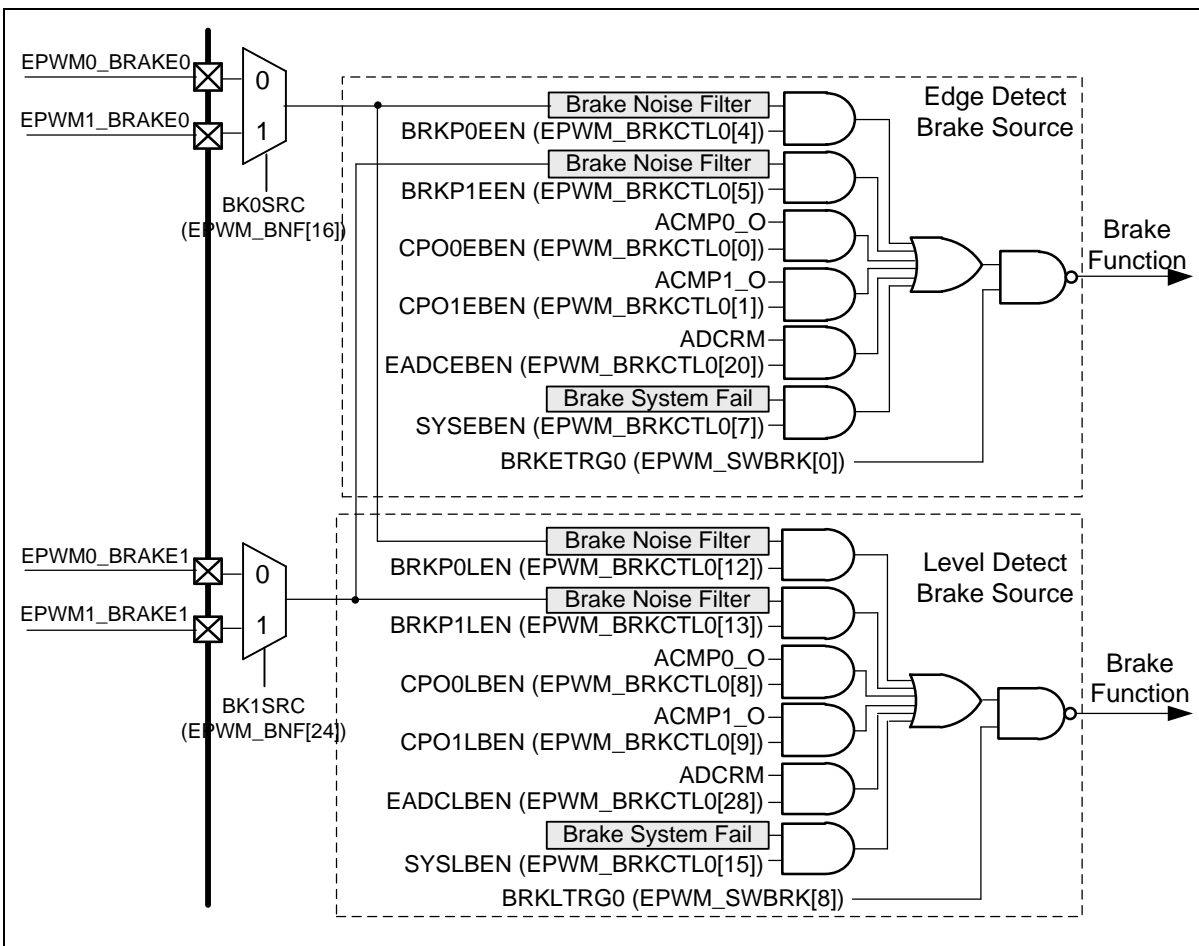 EPWM0_BRAKE0
EPWM1_BRAKE0
0
1
BK0SRC
(EPWM_BNF[16])
Edge Detect
Brake Source
Brake Noise Filter
BRKP0EEN (EPWM_BRKCTL0[4])
Brake Noise Filter
BRKP1EEN (EPWM_BRKCTL0[5])
ACMP0_O
CPO0EBEN (EPWM_BRKCTL0[0])
ACMP1_O
CPO1EBEN (EPWM_BRKCTL0[1])
ADCRM
EADCEBEN (EPWM_BRKCTL0[20])
Brake System Fail
SYSEBEN (EPWM_BRKCTL0[7])
BRKETRG0 (EPWM_SWBRK[0])
Brake
Function
EPWM0_BRAKE1
EPWM1_BRAKE1
0
1
BK1SRC
(EPWM_BNF[24])
Level Detect
Brake Source
Brake Noise Filter
BRKP0LEN (EPWM_BRKCTL0[12])
Brake Noise Filter
BRKP1LEN (EPWM_BRKCTL0[13])
ACMP0_O
CPO0LBEN (EPWM_BRKCTL0[8])
ACMP1_O
CPO1LBEN (EPWM_BRKCTL0[9])
ADCRM
EADCLBEN (EPWM_BRKCTL0[28])
Brake System Fail
SYSLBEN (EPWM_BRKCTL0[15])
BRKLTRG0 (EPWM_SWBRK[8])
Brake
Function